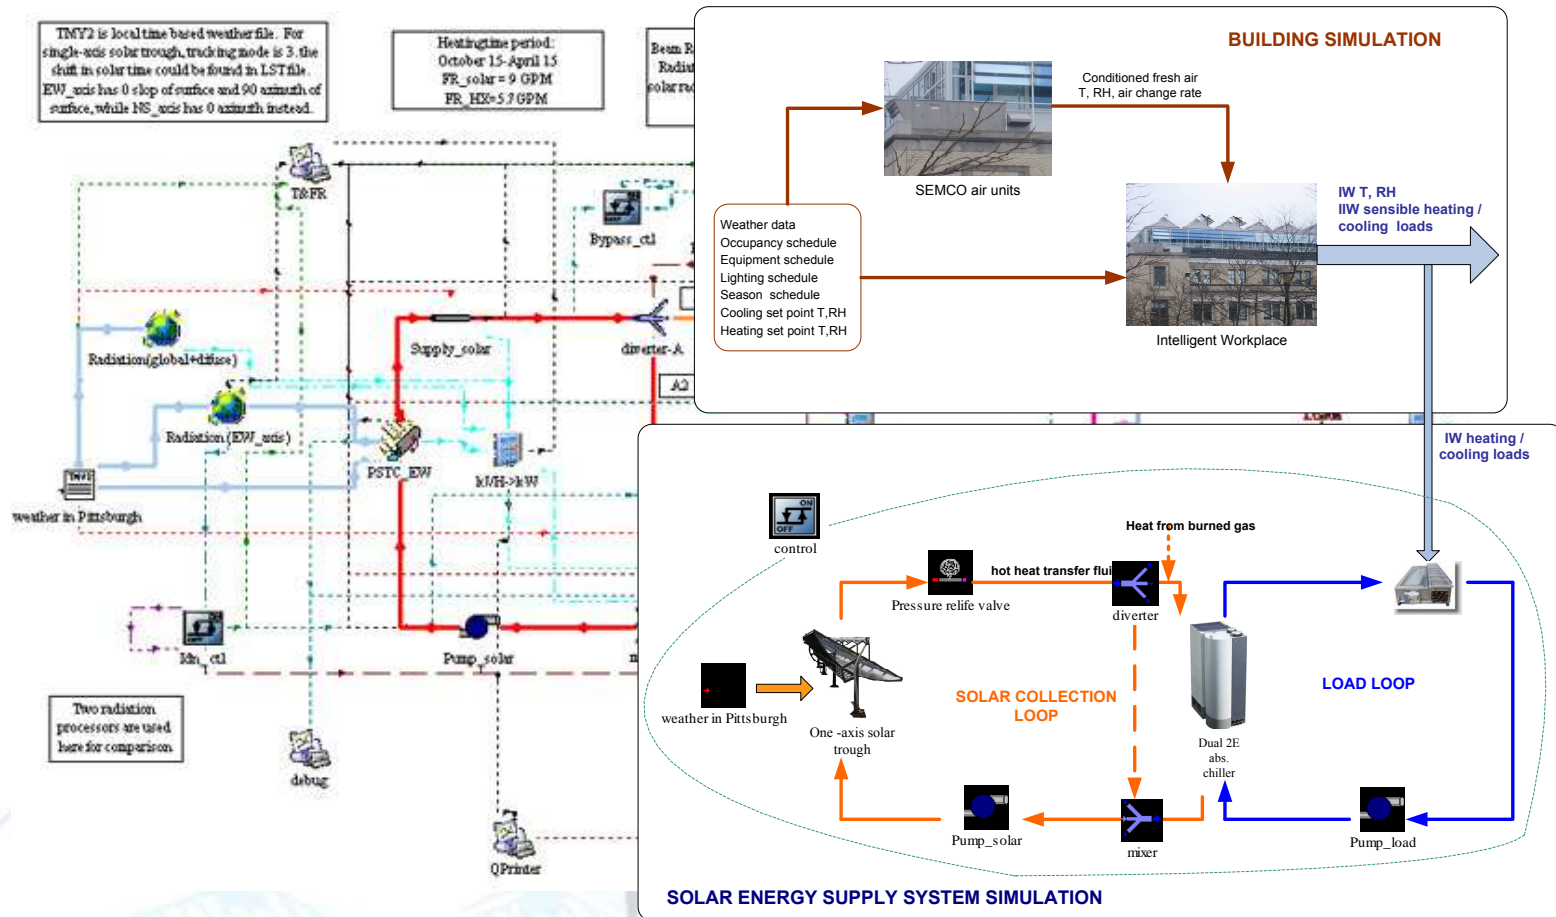 TMY2 is local time based weather file. For
single-axis solar trough, tracking mode is 3. the
shift in solar time could be found in LST file.
EW_axis has 0 slop of surface and 90 azimuth of
surface, while NS_axis has 0 azimuth instead.
Heatingtime period:
October 15-April 15
FR_solar = 9 GPM
FR_HX=5.7 GPM
Beam R
Radiat
solar rad
T&FR
Bypass_ctl
Radiation(global+difuse)
Supply_solar
diverter-A
A2
Radiation (EW_axis)
PSTC_EW
kJ/H->kW
weather in Pittsburgh
Idn_ctl
Pump_solar
Two radiation
processors are used
here for comparison
debug
QPrinter
BUILDING SIMULATION
Conditioned fresh air
T, RH, air change rate
SEMCO air units
Weather data
Occupancy schedule
Equipment schedule
Lighting schedule
Season schedule
Cooling set point T,RH
Heating set point T,RH
Intelligent Workplace
IW T, RH
IIW sensible heating /
cooling loads
IW heating /
cooling loads
ON
OFF
control
Heat from burned gas
hot heat transfer flui
Pressure relife valve
diverter
weather in Pittsburgh
One -axis solar
trough
SOLAR COLLECTION
LOOP
Dual 2E
abs.
chiller
LOAD LOOP
Pump_solar
mixer
Pump_load
SOLAR ENERGY SUPPLY SYSTEM SIMULATION